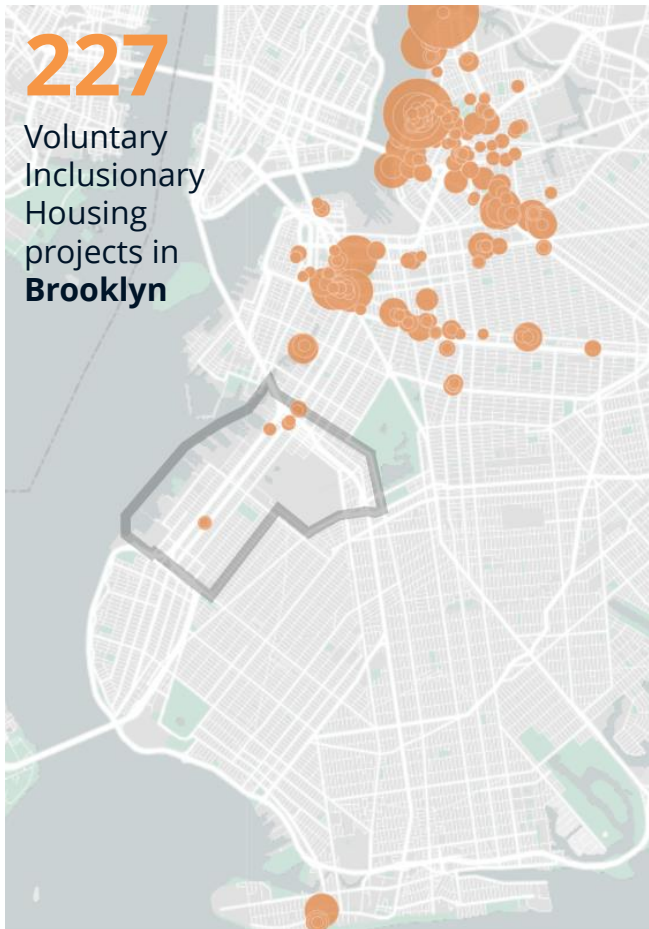 227
Voluntary
Inclusionary
Housing
projects in
Brooklyn